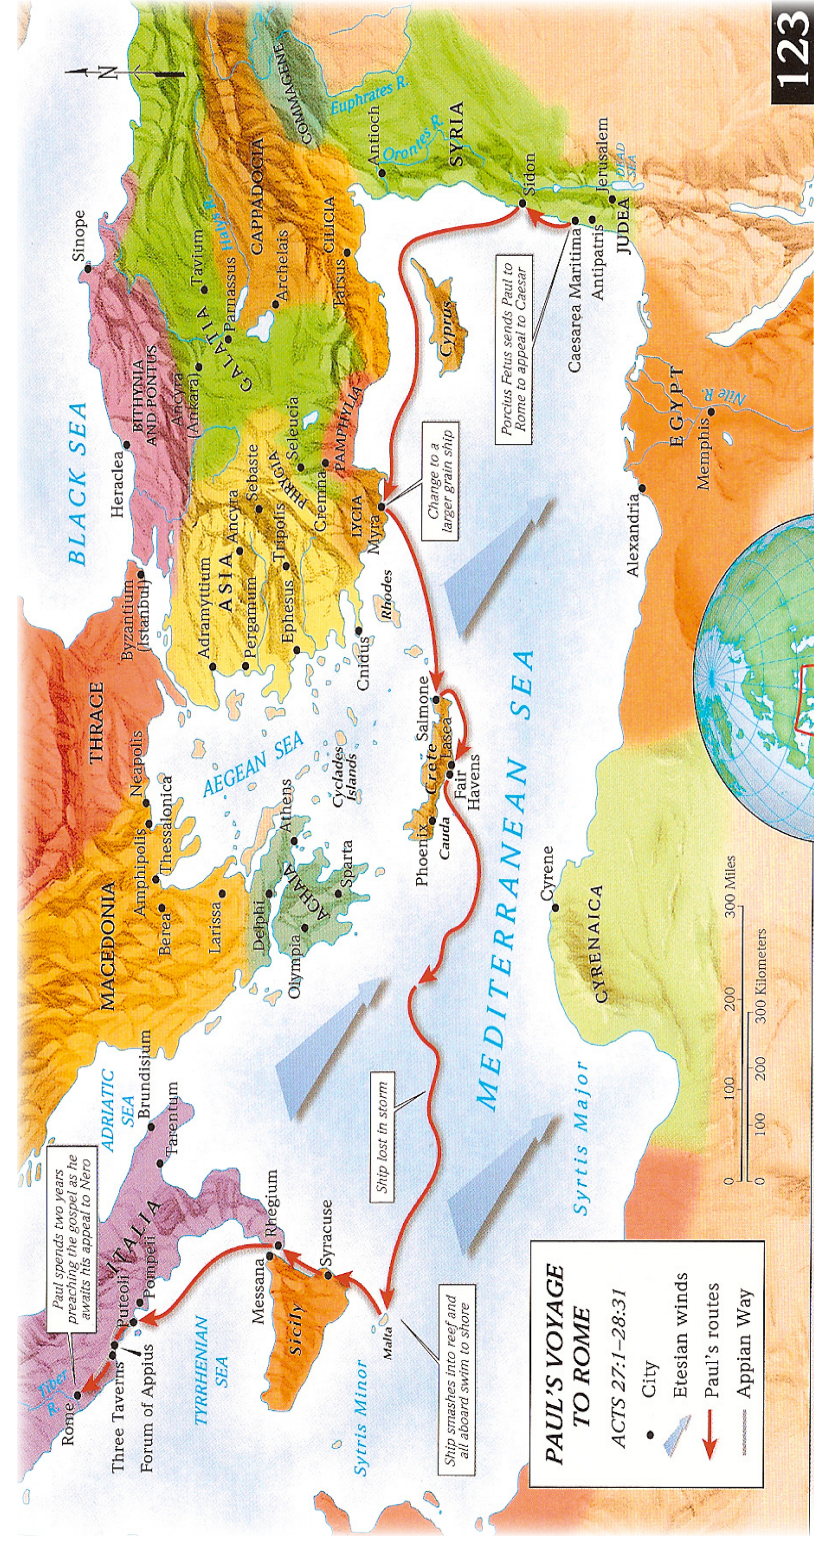 123
N
BLACK SEA
Sinope
Heraclea
BITHYNIA
AND PONTUS
Byzantium
(Istanbul)
THRACE
MACEDONIA
Neapolis
Amphipolis
Thessalonica
Berea
Larissa
AEGEAN SEA
Delphi
Athens
ACHAIA
Olympia
Sparta
Cyclades
Islands
Ancyra
(Ankara)
GALATIA
Tavium
Halys R.
Parnassus
CAPPADOCIA
Archelais
COMMAGENE
Euphrates R.
CILICIA
Tarsus
Antioch
Orontes R.
SYRIA
ASIA
Adramyttium
Pergamum
Ancyra
Sebaste
Tripolis
PHRYGIA
Seleucia
Ephesus
Cremna
PAMPHYLIA
LYCIA
Myra
Cnidus
Rhodes
Cyprus
Sidon
Caesarea Maritima
Antipatris
Jerusalem
JUDEA
DEAD
SEA
Porcius Fetus sends Paul to
Rome to appeal to Caesar
Change to a
larger grain ship
Salmone
Crete
Lasea
Fair
Havens
Phoenix
Cauda
MEDITERRANEAN SEA
Alexandria
EGYPT
Memphis
Nile R.
Cyrene
CYRENAICA
Syrtis Major
ADRIATIC
SEA
Brundisium
Tarentum
ITALIA
Paul spends two years
preaching the gospel as he
awaits his appeal to Nero
Tiber
R.
Rome
Three Taverns
Forum of Appius
Puteoli
Pompeii
TYRRHENIAN
SEA
Messana
Rhegium
Sicily
Syracuse
Malta
Sytris Minor
Ship lost in storm
Ship smashes into reef and
all aboard swim to shore
PAUL'S VOYAGE
TO ROME
ACTS 27:1–28:31
City
Etesian winds
Paul's routes
Appian Way
0 100 200 300 Miles
0 100 200 300 Kilometers